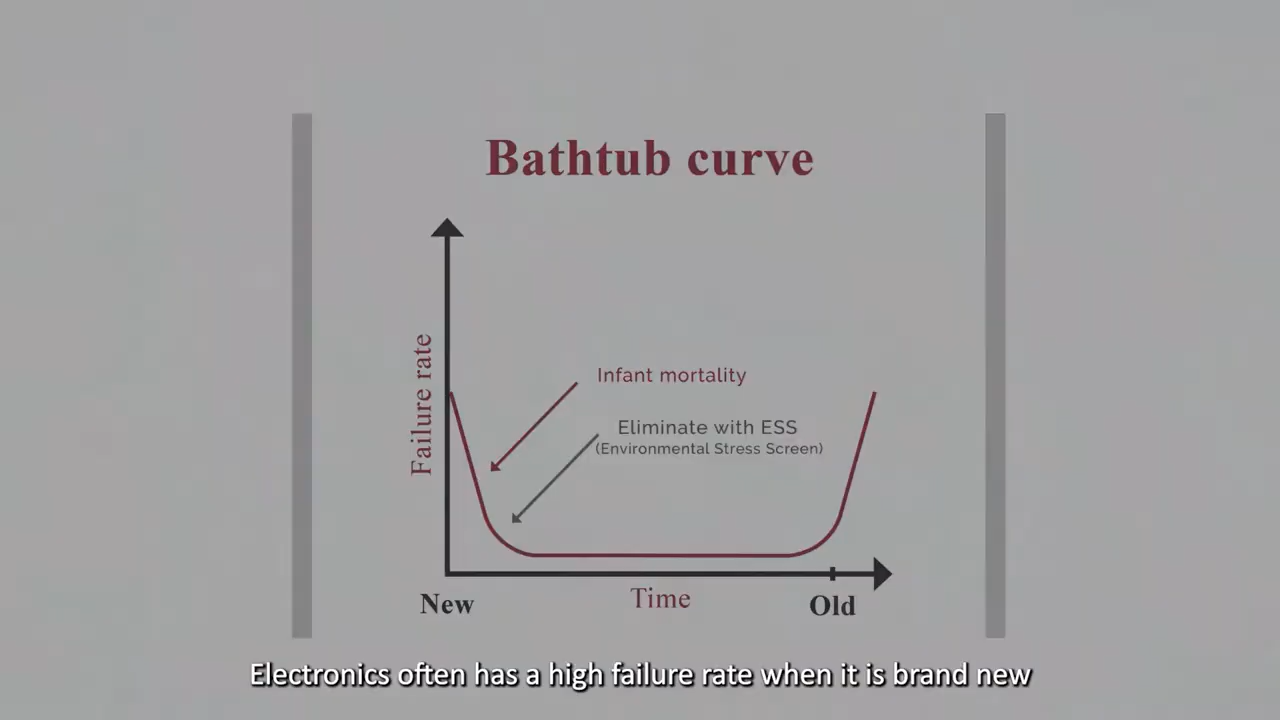 Bathtub curve
Failure rate
Infant mortality
Eliminate with ESS
(Environmental Stress Screen)
New
Time
Old
Electronics often has a high failure rate when it is brand new